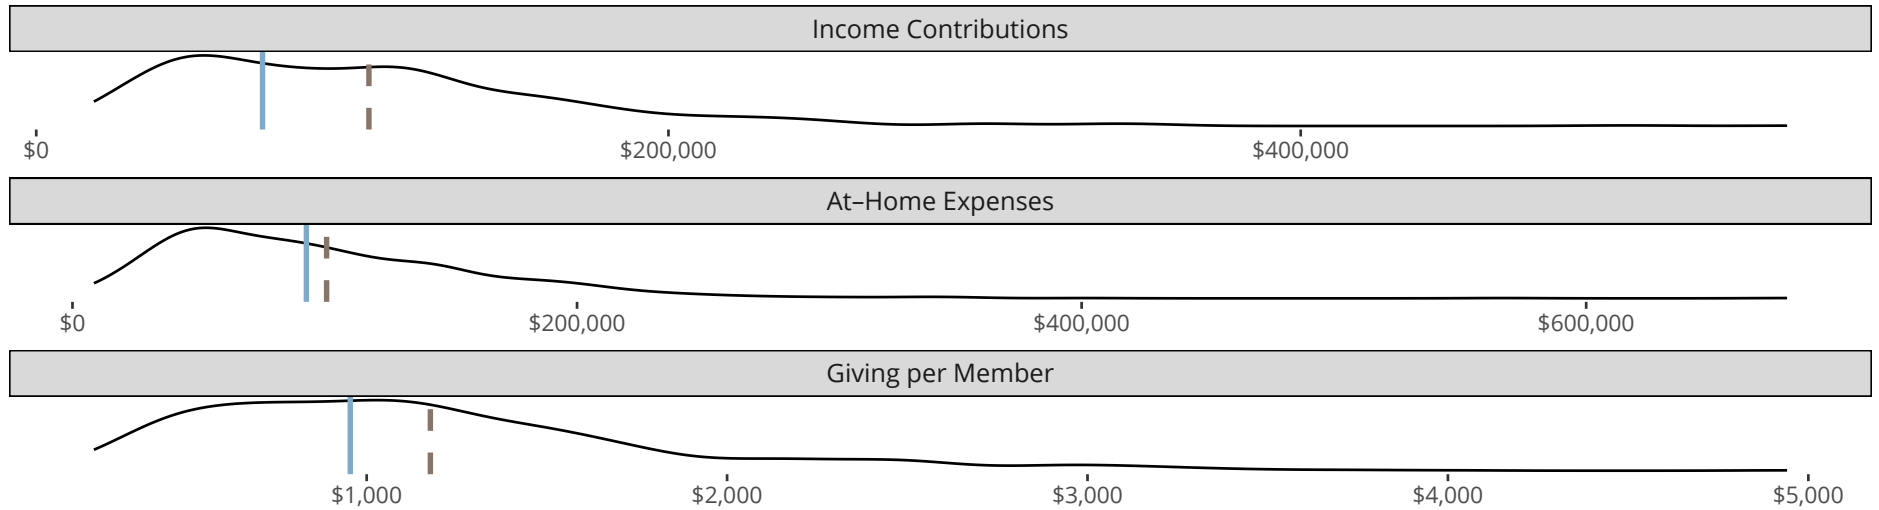 Income Contributions
$0 $200,000 $400,000
At–Home Expenses
$0 $200,000 $400,000 $600,000
Giving per Member
$1,000 $2,000 $3,000 $4,000 $5,000